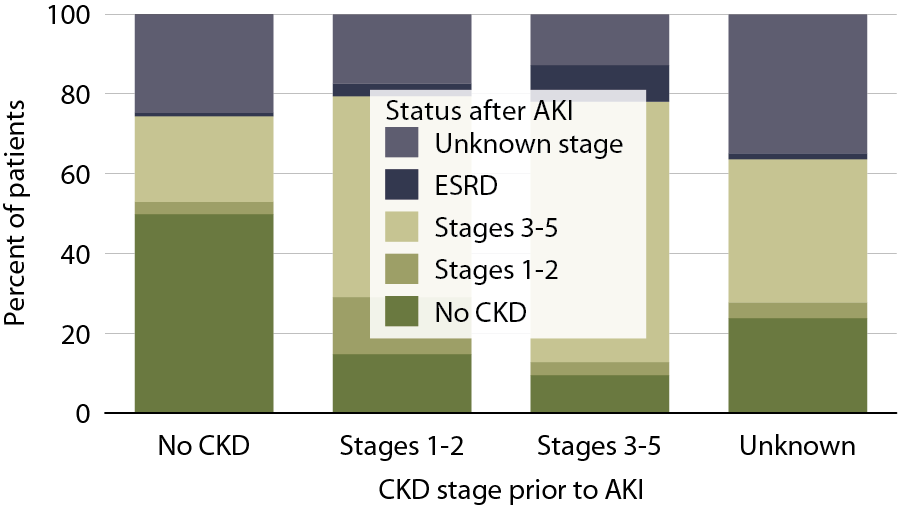 100
80
60
40
20
0
Percent of patients
Status after AKI
Unknown stage
ESRD
Stages 3-5
Stages 1-2
No CKD
No CKD
Stages 1-2
Stages 3-5
Unknown
CKD stage prior to AKI